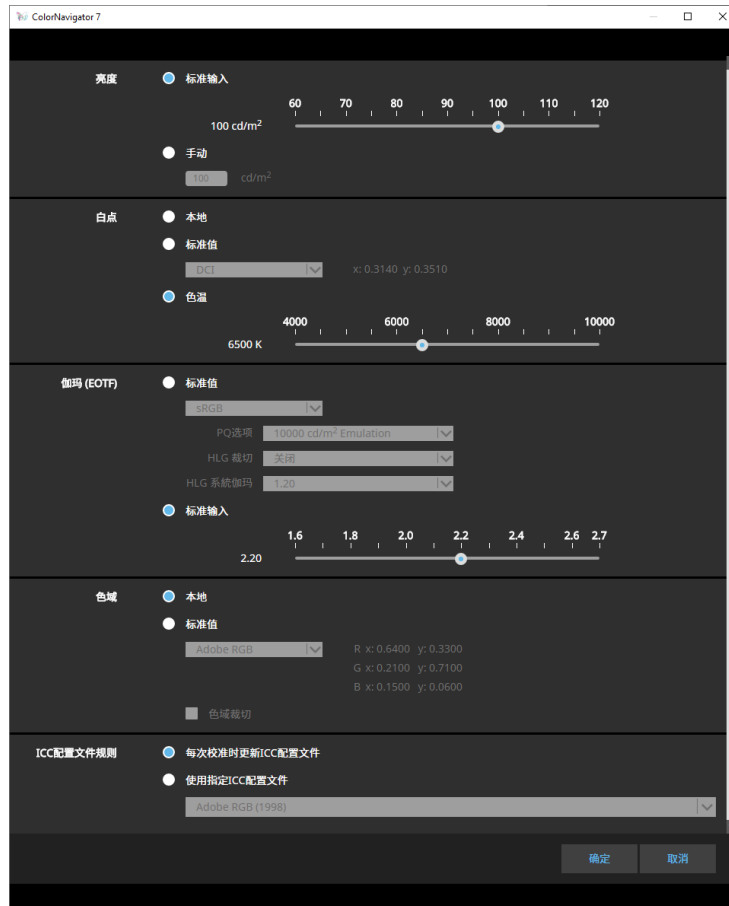 ColorNavigator 7
亮度
标准输入
60 70 80 90 100 110 120
100 cd/m²
手动
100 cd/m²
白点
本地
标准值
DCI x: 0.3140 y: 0.3510
色温
4000 6000 8000 10000
6500 K
伽玛 (EOTF)
标准值
sRGB
PQ选项 10000 cd/m² Emulation
HLG 裁切 关闭
HLG 系统伽玛 1.20
标准输入
1.6 1.8 2.0 2.2 2.4 2.6 2.7
2.20
色域
本地
标准值
Adobe RGB R x: 0.6400 y: 0.3300
G x: 0.2100 y: 0.7100
B x: 0.1500 y: 0.0600
色域裁切
ICC配置文件规则
每次校准时更新ICC配置文件
使用指定ICC配置文件
Adobe RGB (1998)
确定 取消